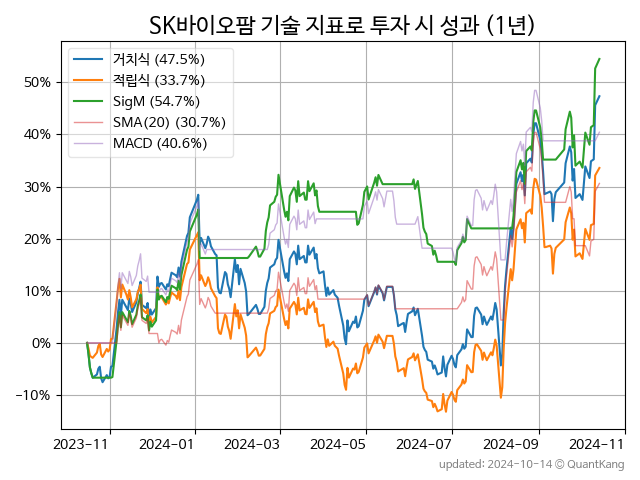 SK바이오팜 기술 지표로 투자 시 성과 (1년)
거치식 (47.5%)
적립식 (33.7%)
SigM (54.7%)
SMA(20) (30.7%)
MACD (40.6%)
50%
40%
30%
20%
10%
0%
−10%
2023-11 2024-01 2024-03 2024-05 2024-07 2024-09 2024-11
updated: 2024-10-14 © QuantKang